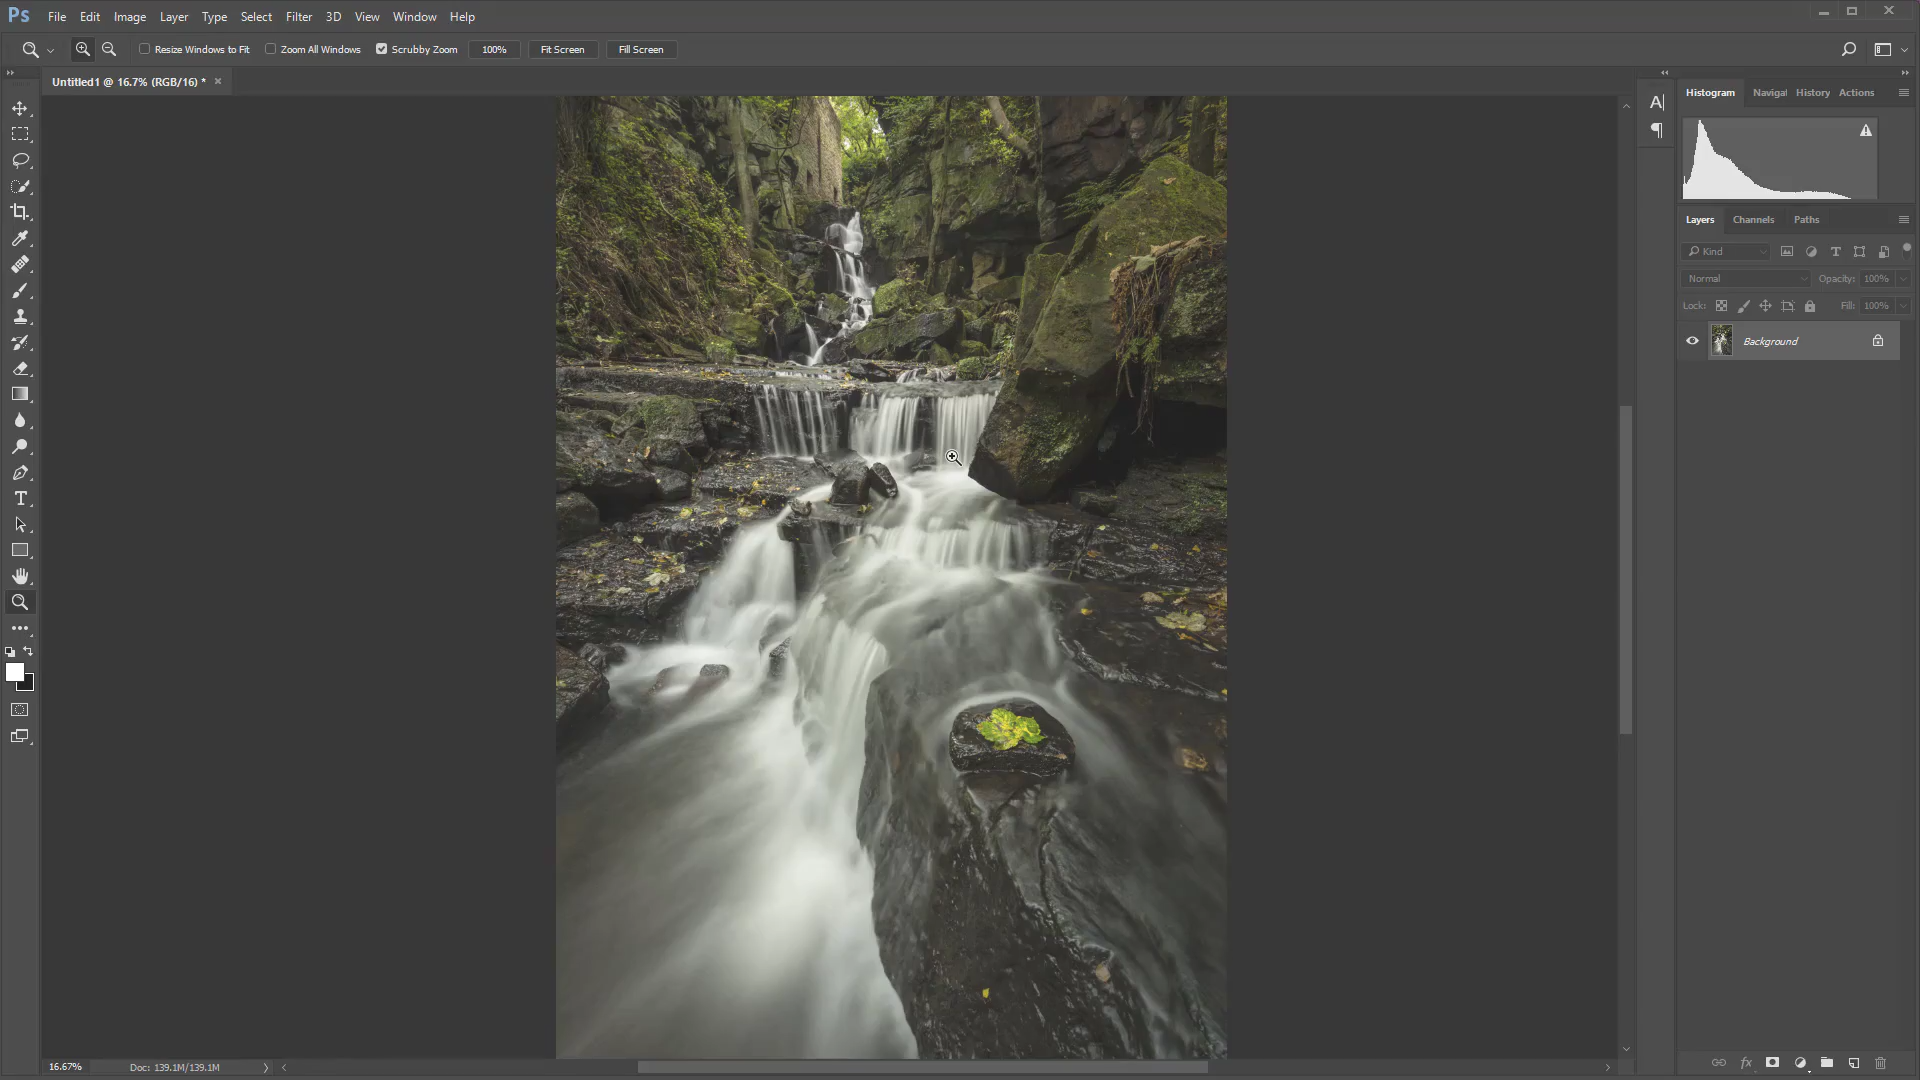 Ps File Edit Image Layer Type Select Filter 3D View Window Help
Resize Windows to Fit Zoom All Windows Scrubby Zoom 100% Fit Screen Fill Screen
Untitled1 @ 16.7% (RGB/16) *
Histogram Navigat History Actions
Layers Channels Paths
Kind
Normal Opacity: 100%
Lock: Fill: 100%
Background
16.67% Doc: 139.1M/139.1M